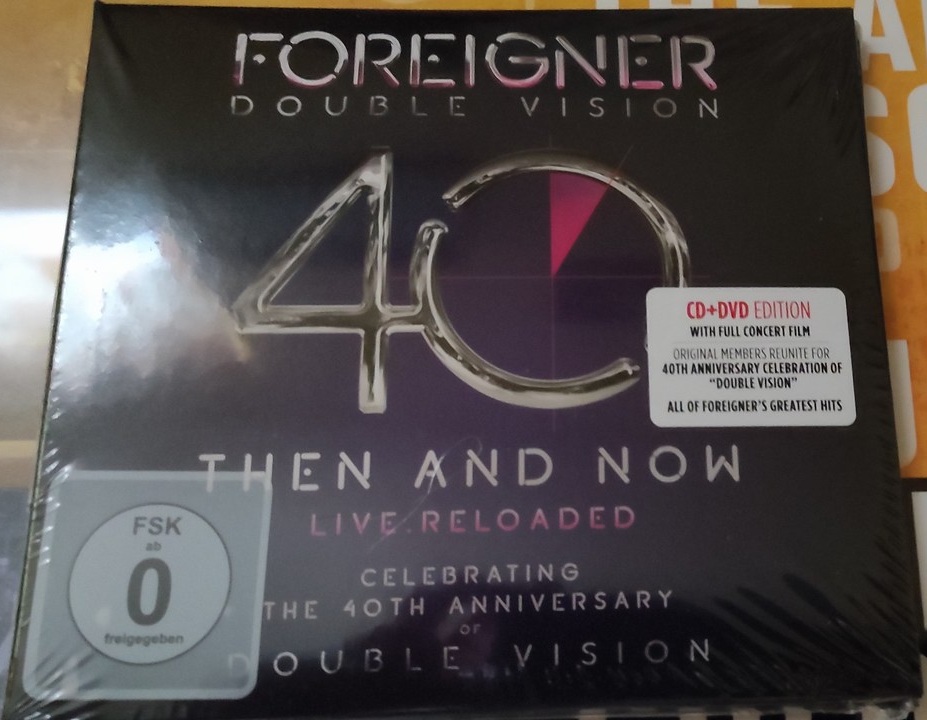 FOREIGNER
DOUBLE VISION
40
CD+DVD EDITION
WITH FULL CONCERT FILM
ORIGINAL MEMBERS REUNITE FOR
40TH ANNIVERSARY CELEBRATION OF
"DOUBLE VISION"
ALL OF FOREIGNER'S GREATEST HITS
THEN AND NOW
LIVE.RELOADED
CELEBRATING
THE 40TH ANNIVERSARY
OF
DOUBLE VISION
FSK
ab
0
freigegeben